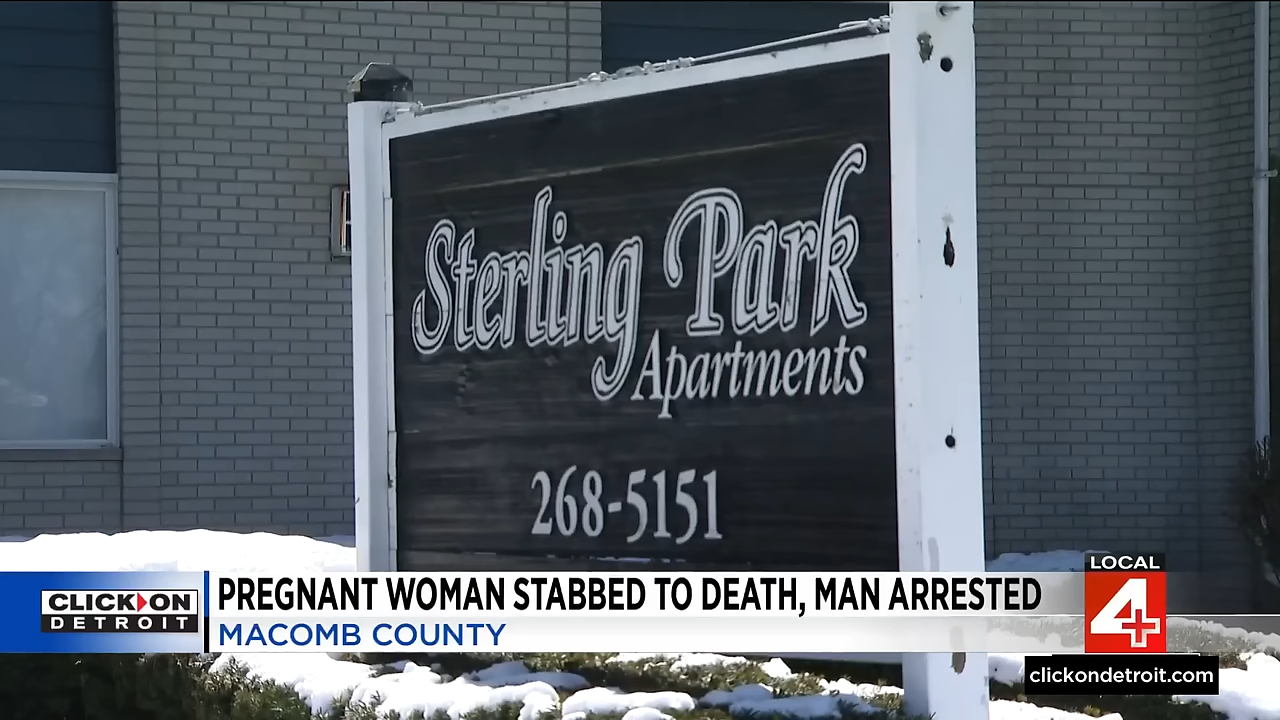 Sterling Park
Apartments
268-5151
CLICK ON
DETROIT
PREGNANT WOMAN STABBED TO DEATH, MAN ARRESTED
MACOMB COUNTY
LOCAL
4+
clickondetroit.com